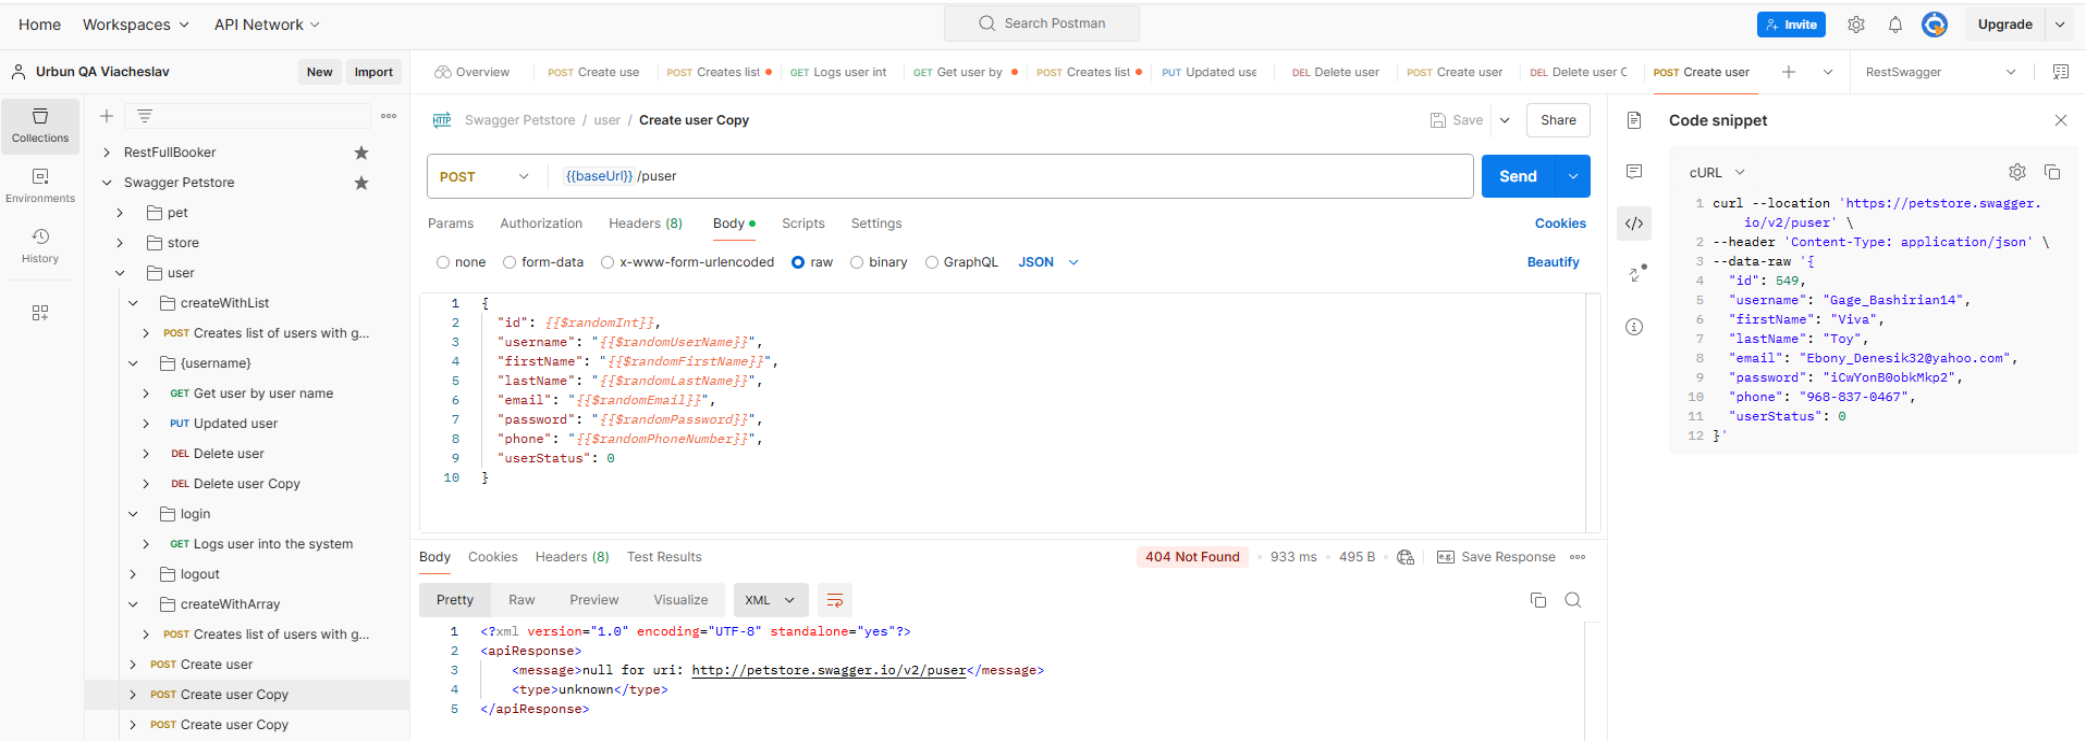 Home Workspaces API Network Search Postman Invite Upgrade
Urbun QA Viacheslav New Import
Overview POST Create use POST Creates list GET Logs user int GET Get user by POST Creates list PUT Updated use DEL Delete user POST Create user DEL Delete user C POST Create user RestSwagger
Collections
Environments
History
RestFullBooker
Swagger Petstore
pet
store
user
createWithList
POST Creates list of users with g...
{username}
GET Get user by user name
PUT Updated user
DEL Delete user
DEL Delete user Copy
login
GET Logs user into the system
logout
createWithArray
POST Creates list of users with g...
POST Create user
POST Create user Copy
POST Create user Copy
HTTP Swagger Petstore / user / Create user Copy Save Share
POST {{baseUrl}} /puser Send
Params Authorization Headers (8) Body Scripts Settings Cookies
none form-data x-www-form-urlencoded raw binary GraphQL JSON Beautify
1 {
2 "id": {{$randomInt}},
3 "username": "{{$randomUserName}}",
4 "firstName": "{{$randomFirstName}}",
5 "lastName": "{{$randomLastName}}",
6 "email": "{{$randomEmail}}",
7 "password": "{{$randomPassword}}",
8 "phone": "{{$randomPhoneNumber}}",
9 "userStatus": 0
10 }
Body Cookies Headers (8) Test Results 404 Not Found 933 ms 495 B e.g. Save Response
Pretty Raw Preview Visualize XML
1 <?xml version="1.0" encoding="UTF-8" standalone="yes"?>
2 <apiResponse>
3 <message>null for uri: http://petstore.swagger.io/v2/puser</message>
4 <type>unknown</type>
5 </apiResponse>
Code snippet
cURL
1 curl --location 'https://petstore.swagger.
io/v2/puser' \
2 --header 'Content-Type: application/json' \
3 --data-raw '{
4 "id": 549,
5 "username": "Gage_Bashirian14",
6 "firstName": "Viva",
7 "lastName": "Toy",
8 "email": "Ebony_Denesik32@yahoo.com",
9 "password": "iCwYonB0obkMkp2",
10 "phone": "968-837-0467",
11 "userStatus": 0
12 }'